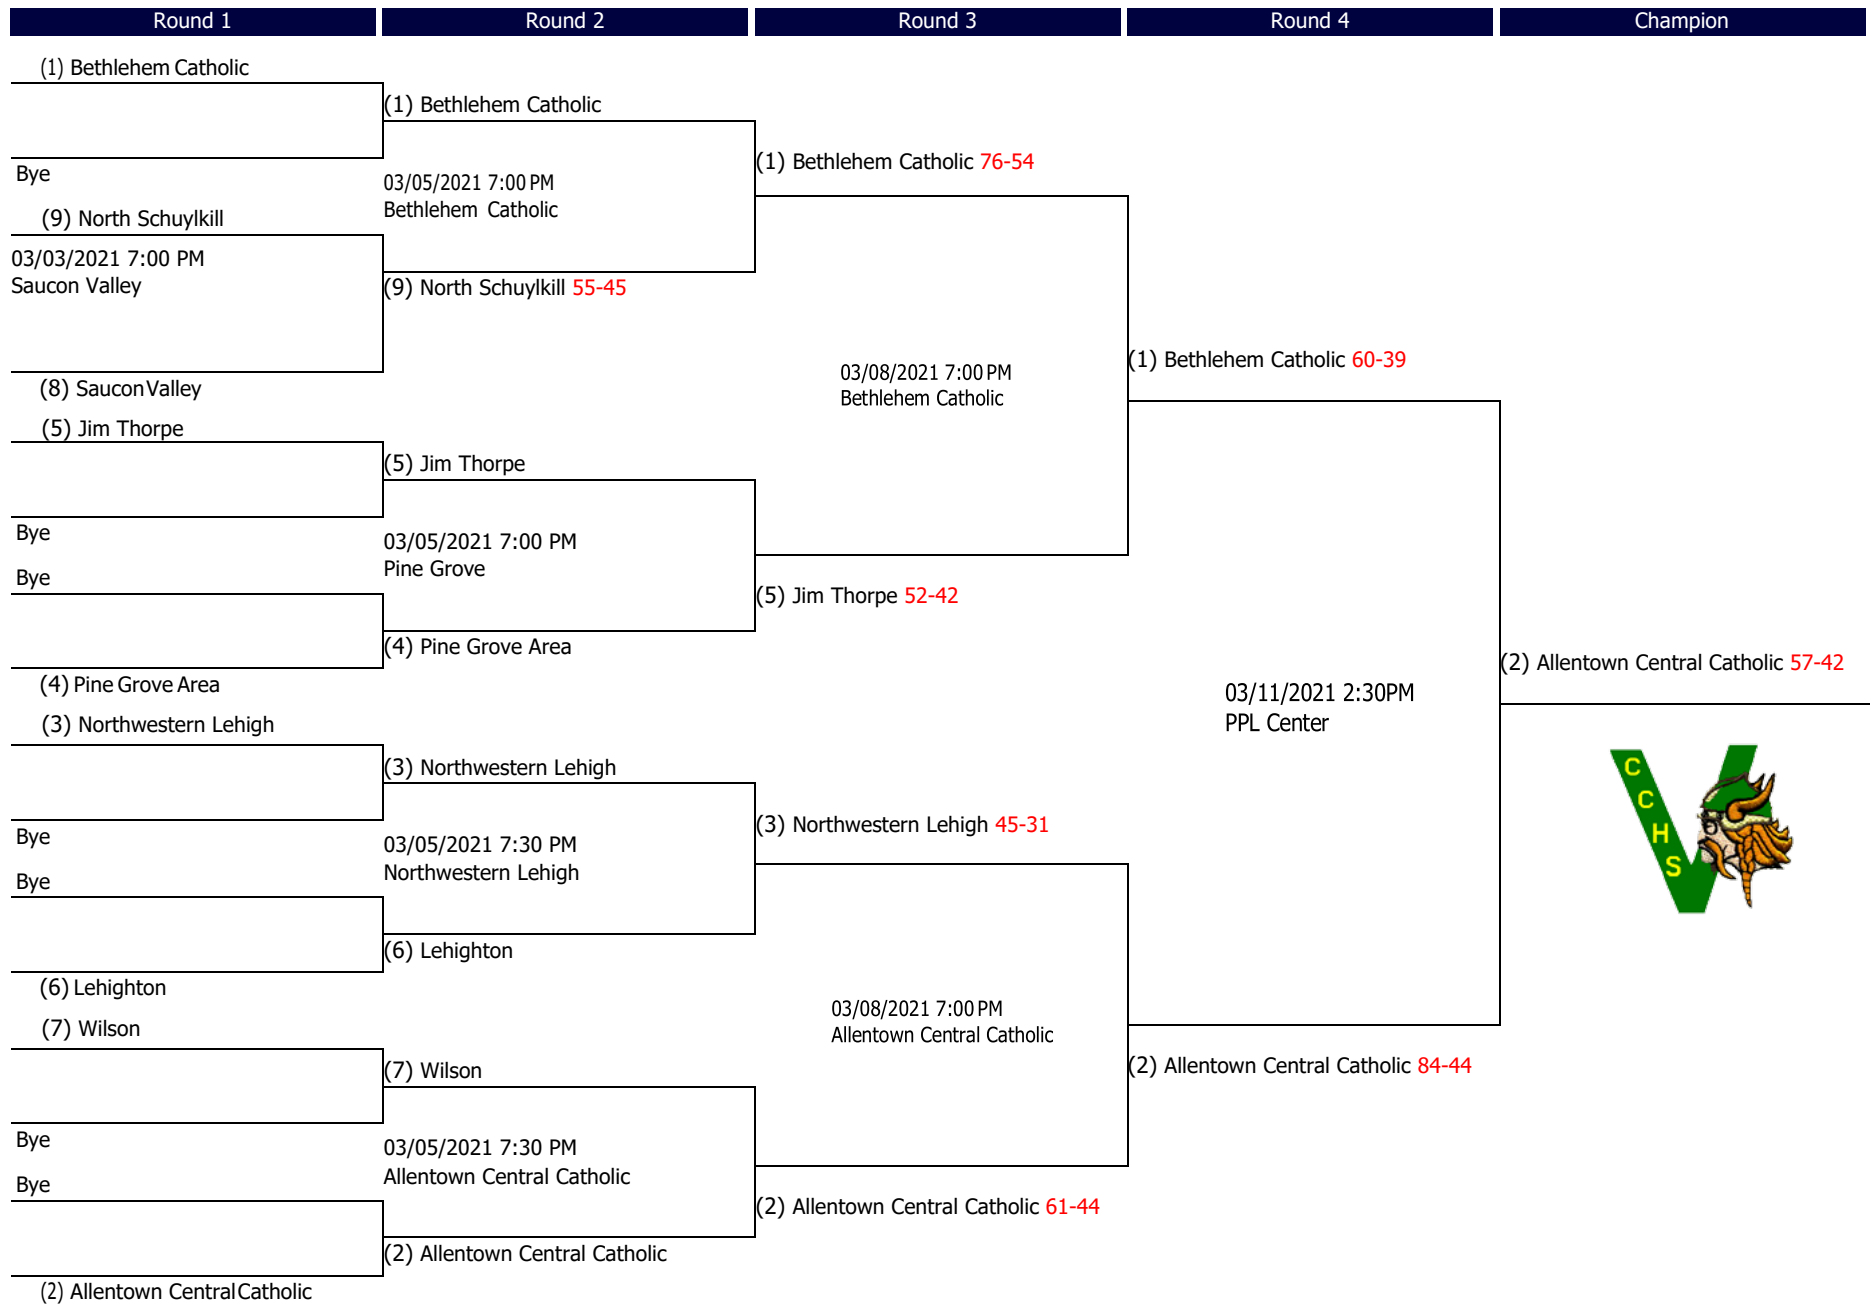 Round 1
Round 2
Round 3
Round 4
Champion
(1) Bethlehem Catholic
Bye
(9) North Schuylkill
03/03/2021 7:00 PM
Saucon Valley
(8) Saucon Valley
(5) Jim Thorpe
Bye
Bye
(4) Pine Grove Area
(3) Northwestern Lehigh
Bye
Bye
(6) Lehighton
(7) Wilson
Bye
Bye
(2) Allentown Central Catholic
(1) Bethlehem Catholic
03/05/2021 7:00 PM
Bethlehem Catholic
(9) North Schuylkill 55-45
(5) Jim Thorpe
03/05/2021 7:00 PM
Pine Grove
(4) Pine Grove Area
(3) Northwestern Lehigh
03/05/2021 7:30 PM
Northwestern Lehigh
(6) Lehighton
(7) Wilson
03/05/2021 7:30 PM
Allentown Central Catholic
(2) Allentown Central Catholic
(1) Bethlehem Catholic 76-54
03/08/2021 7:00 PM
Bethlehem Catholic
(5) Jim Thorpe 52-42
(3) Northwestern Lehigh 45-31
03/08/2021 7:00 PM
Allentown Central Catholic
(2) Allentown Central Catholic 61-44
(1) Bethlehem Catholic 60-39
03/11/2021 2:30PM
PPL Center
(2) Allentown Central Catholic 84-44
(2) Allentown Central Catholic 57-42
CCHS